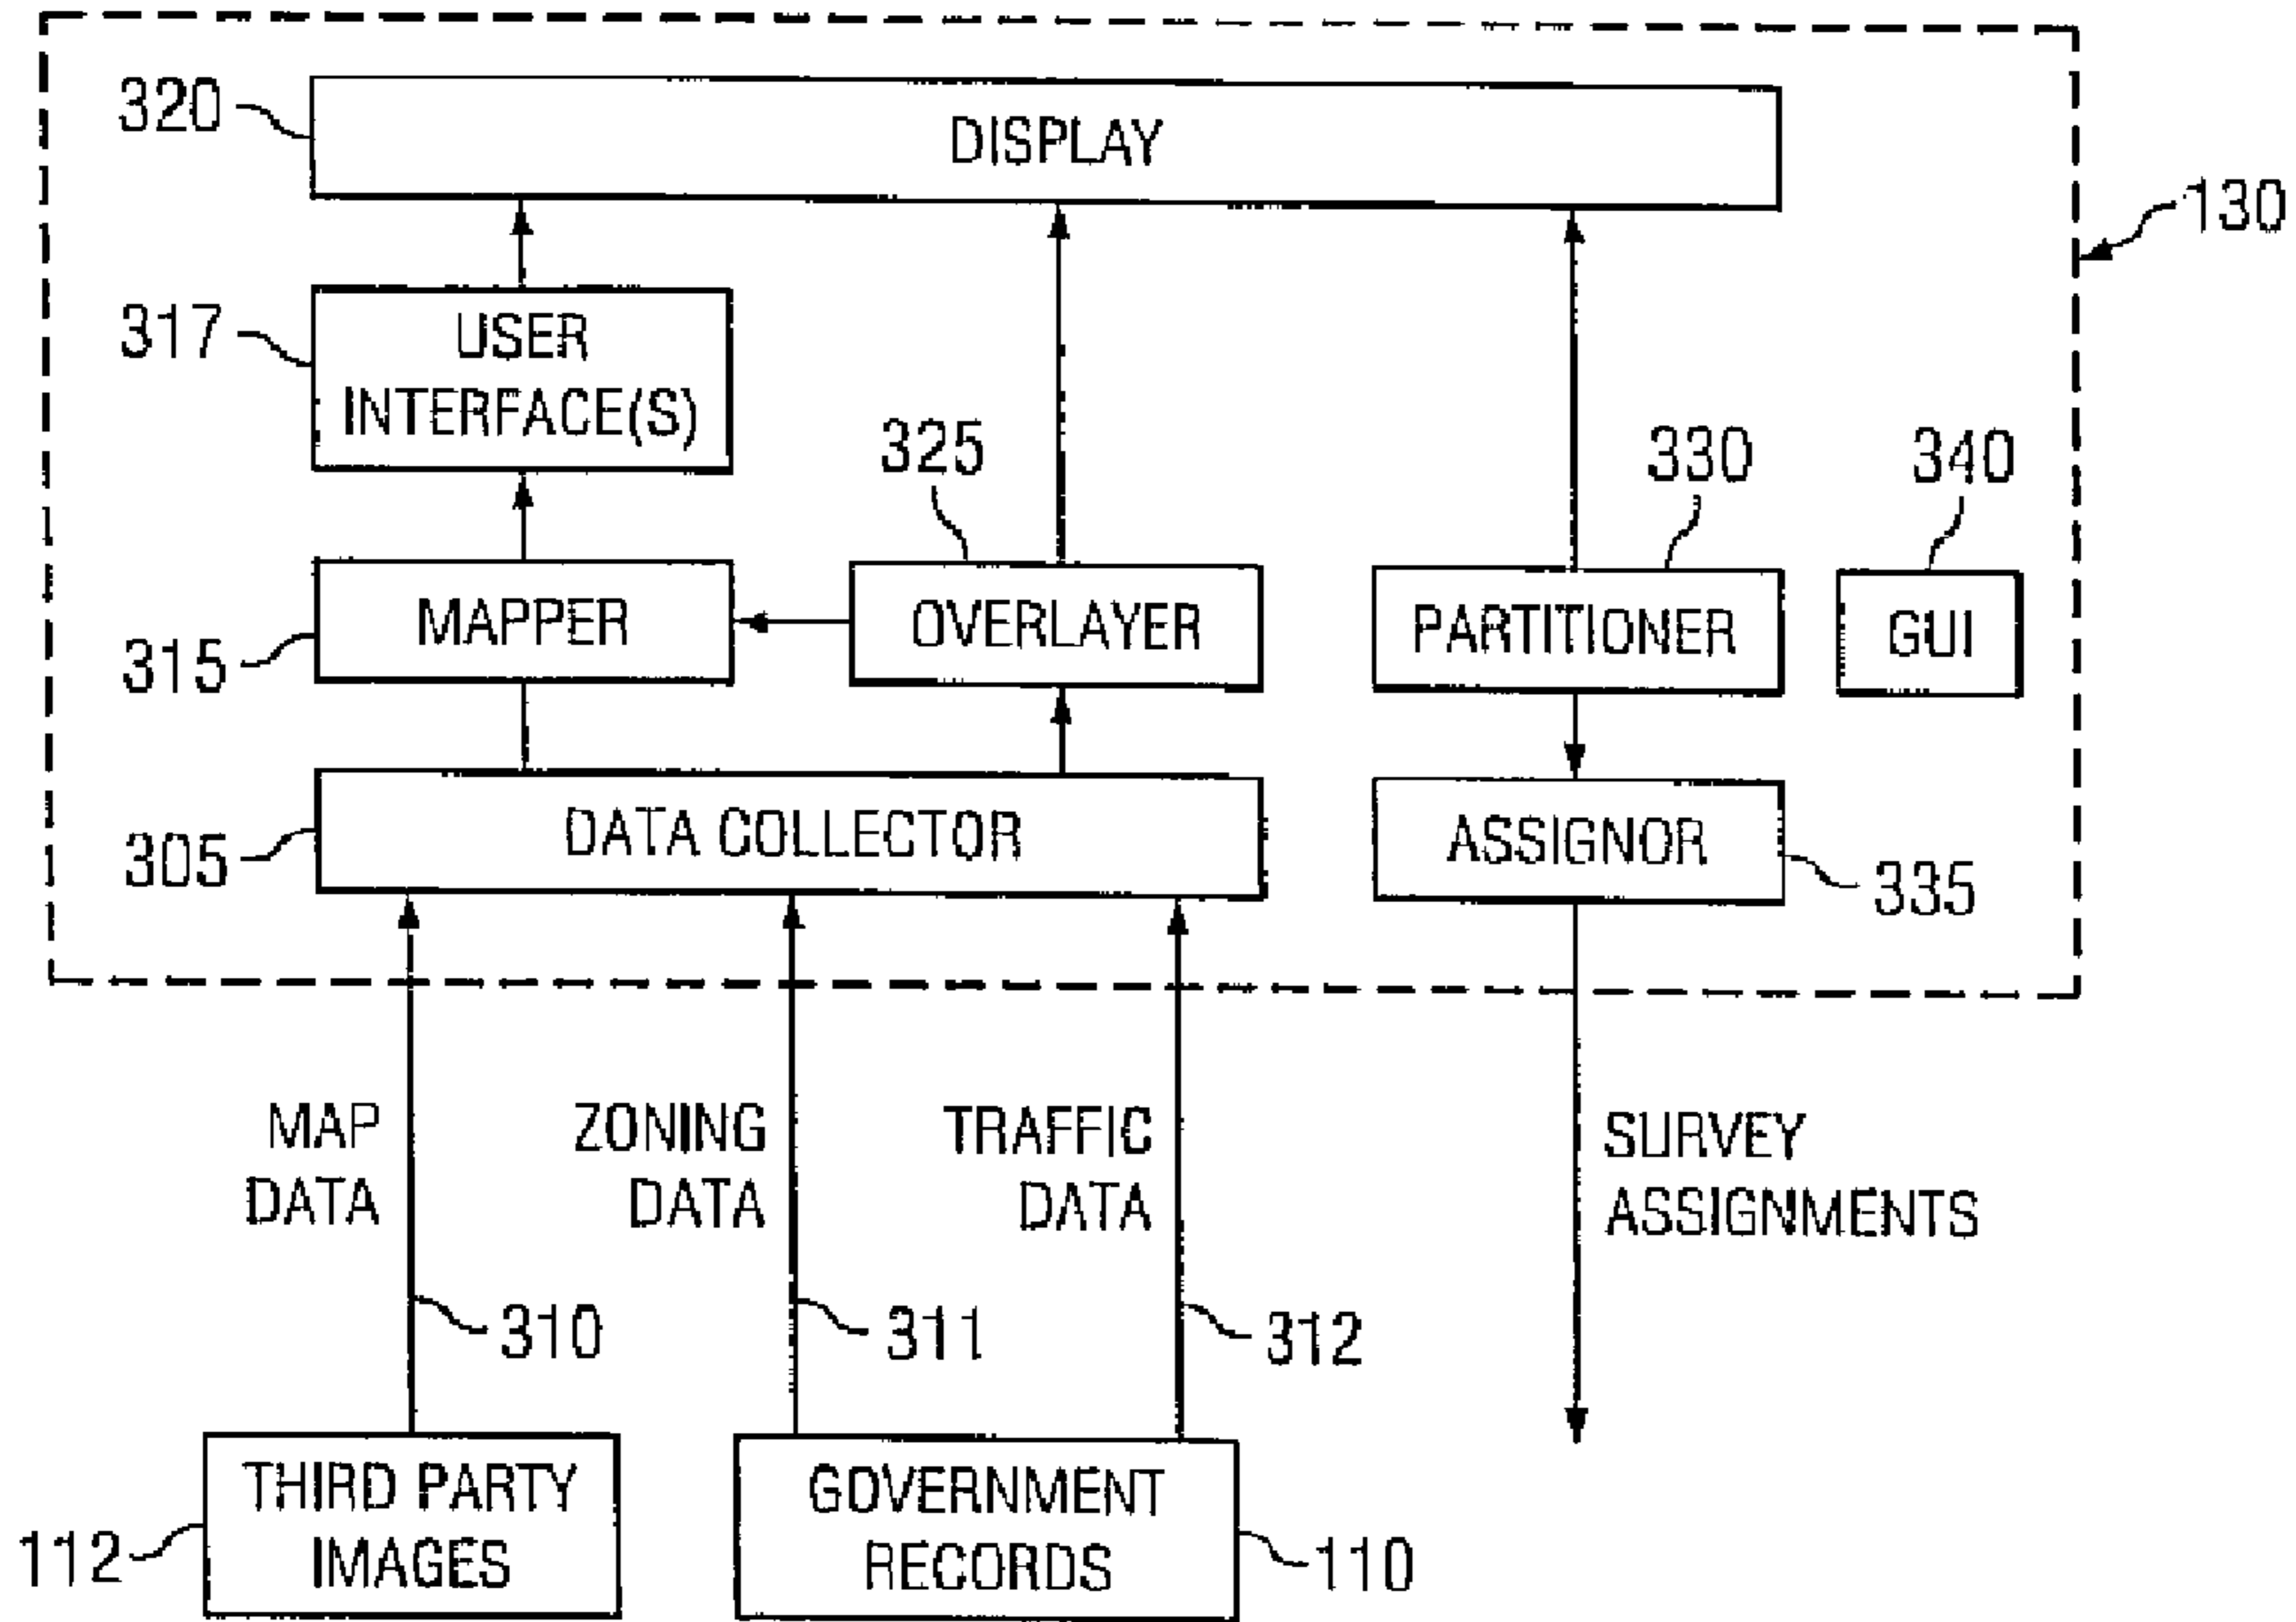 320
DISPLAY
130
317
USER
INTERFACE(S)
325
330
340
315
MAPPER
OVERLAYER
PARTITIONER
GUI
305
DATA COLLECTOR
ASSIGNOR
335
MAP
DATA
ZONING
DATA
TRAFFIC
DATA
SURVEY
ASSIGNMENTS
310
311
312
112
THIRD PARTY
IMAGES
GOVERNMENT
RECORDS
110